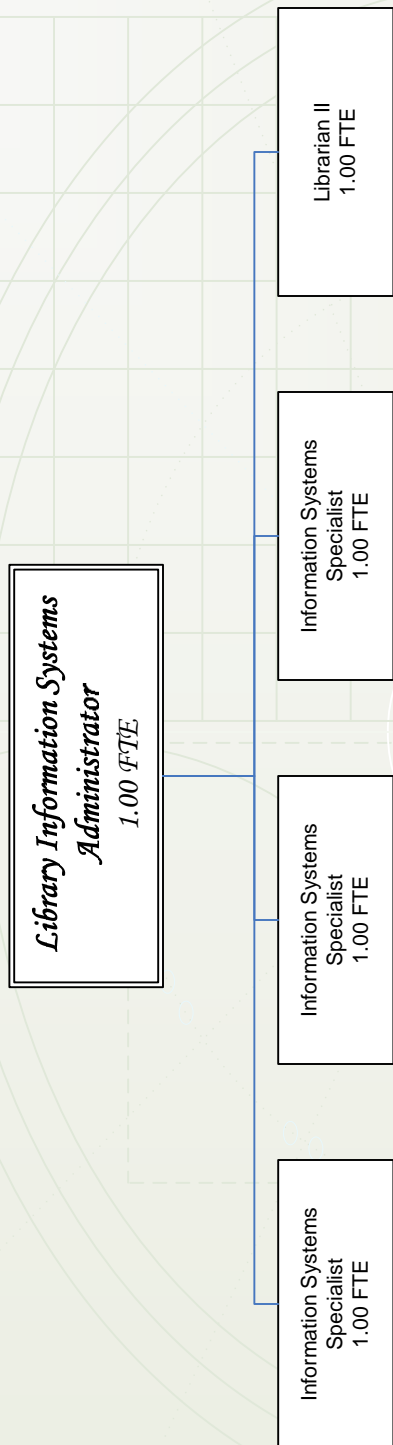 Library Information Systems
Administrator
1.00 FTE
Information Systems
Specialist
1.00 FTE
Information Systems
Specialist
1.00 FTE
Information Systems
Specialist
1.00 FTE
Librarian II
1.00 FTE